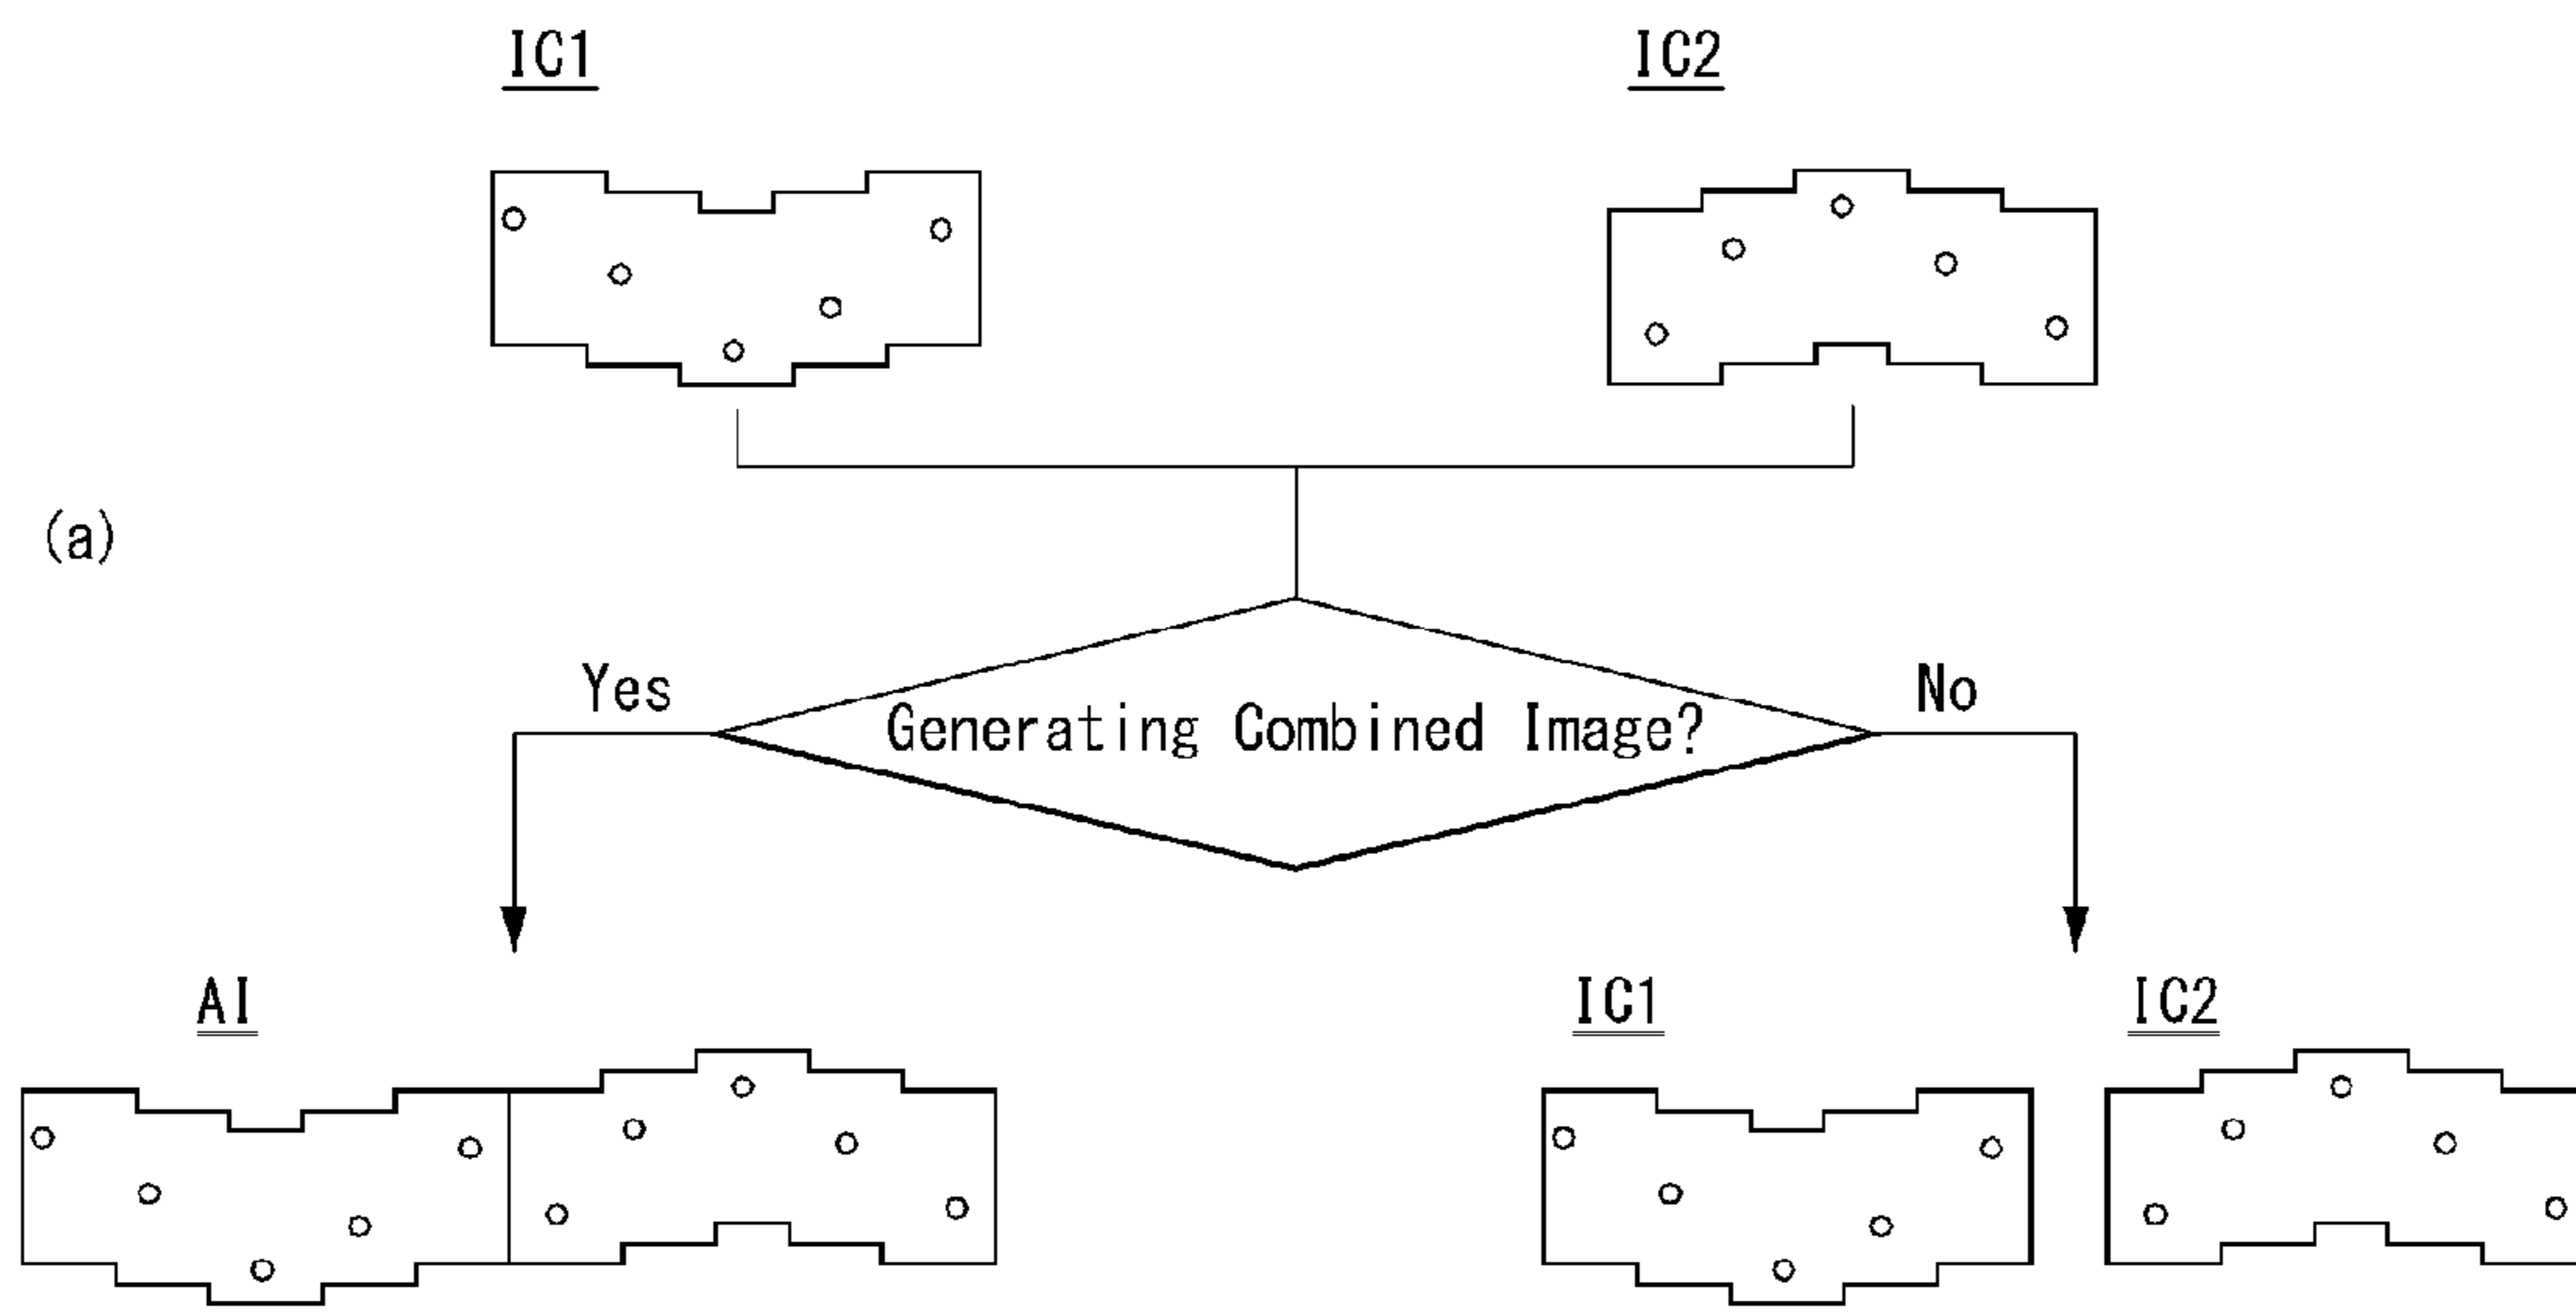 IC1
IC2
(a)
Yes
No
Generating Combined Image?
AI
IC1
IC2